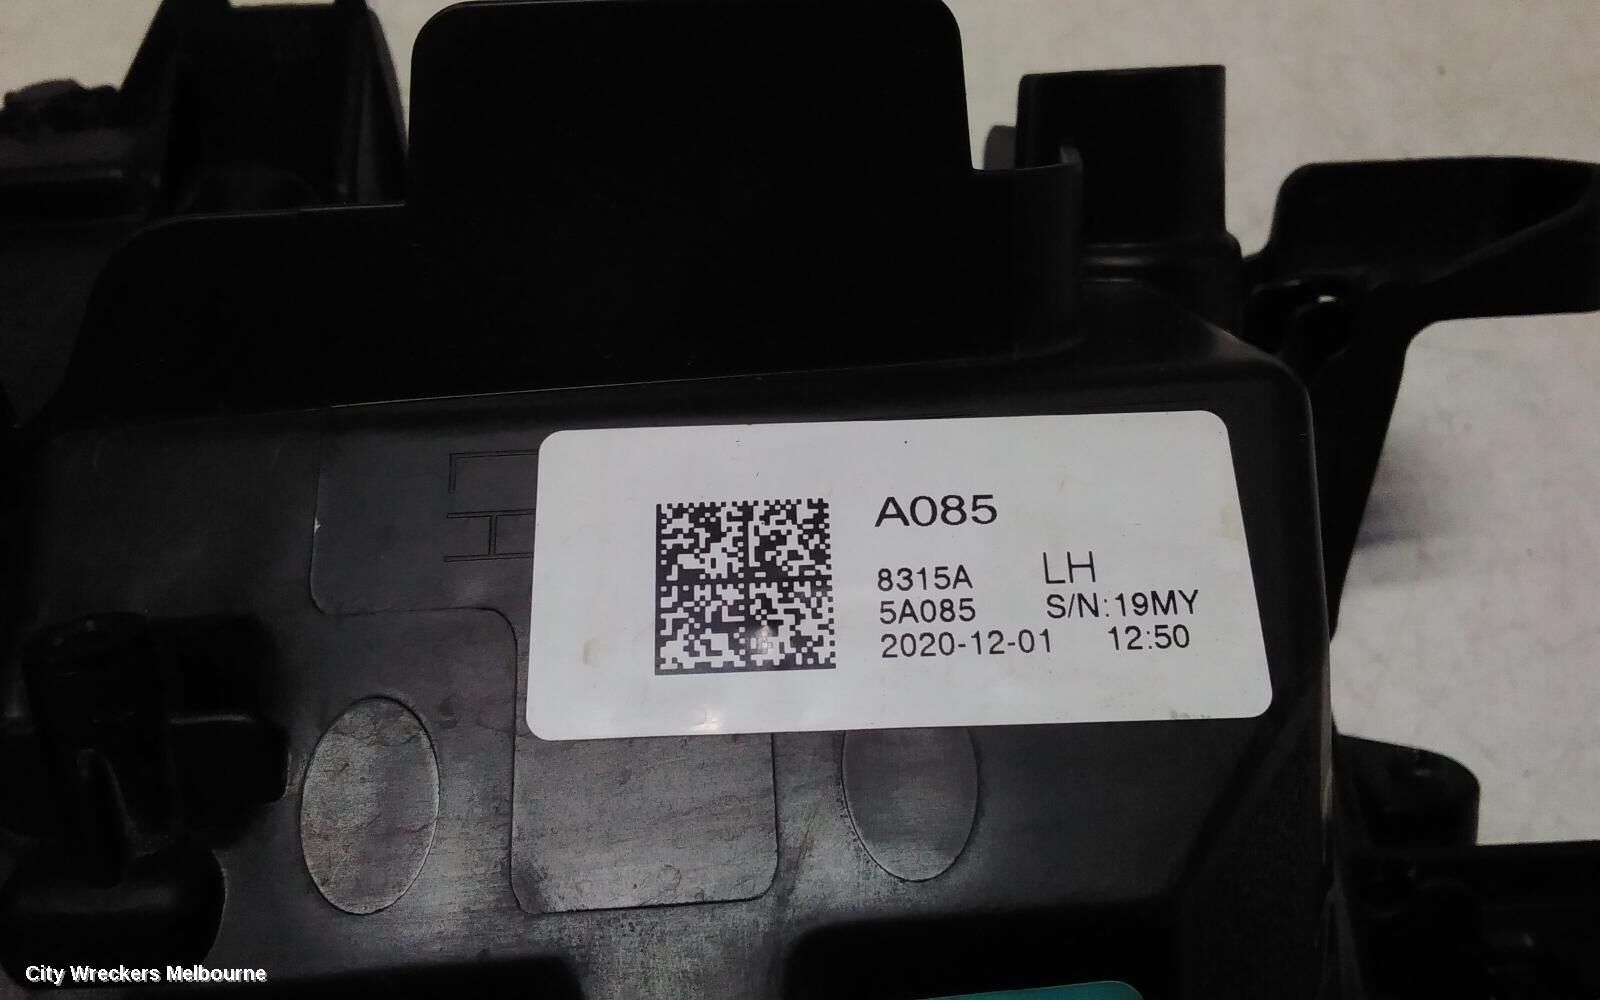 A085
8315A LH
5A085 S/N:19MY
2020-12-01 12:50
City Wreckers Melbourne